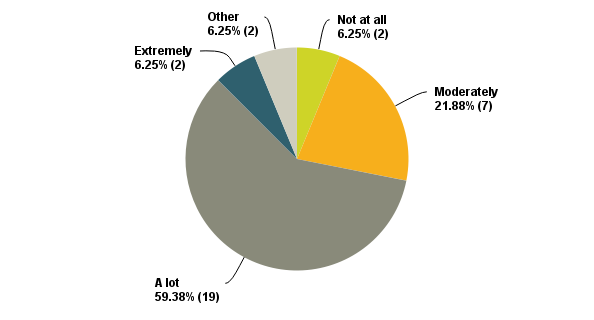 Other
6.25% (2)
Not at all
6.25% (2)
Extremely
6.25% (2)
Moderately
21.88% (7)
A lot
59.38% (19)